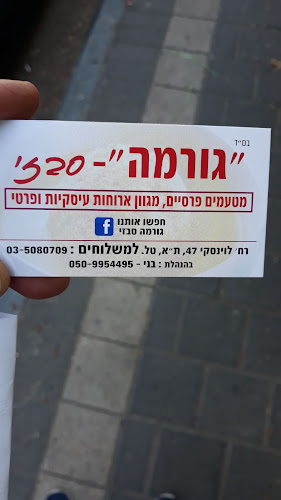 בס״ד
״גורמה״- סבזי
מטעמים פרסיים, מגוון ארוחות עיסקיות ופרטי
חפשו אותנו
f
גורמה סבזי
רח׳ לוינסקי 47, ת״א, טל. למשלוחים : 03-5080709
בהנהלת : בני - 050-9954495